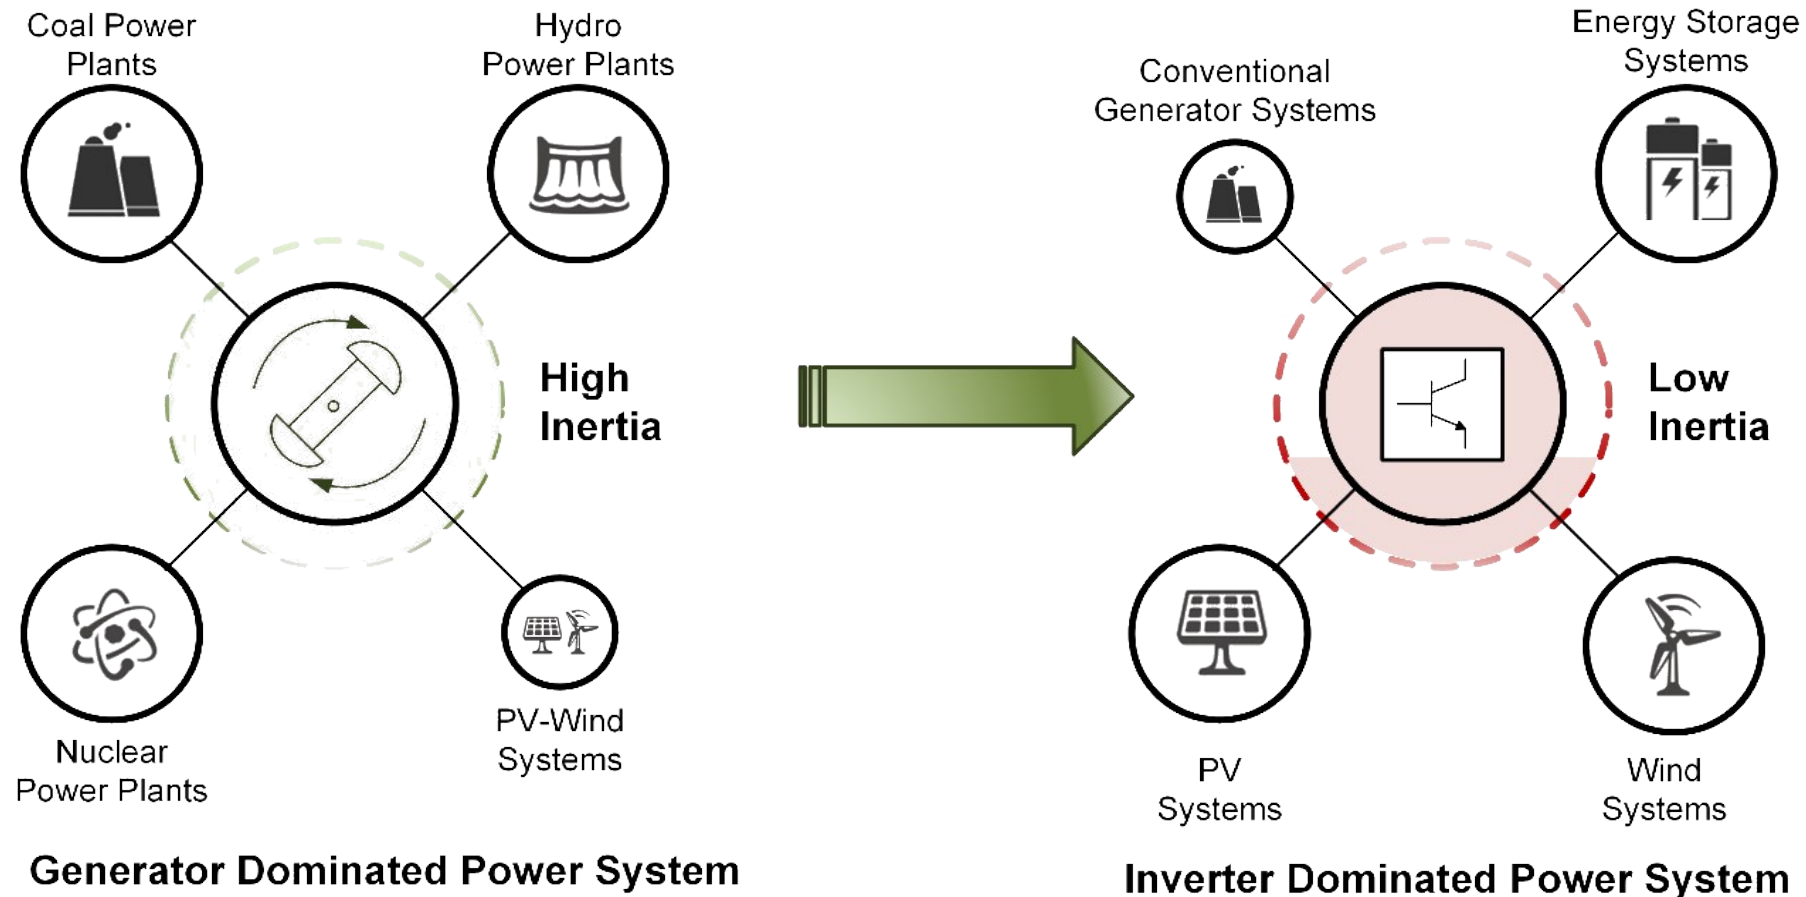 Coal Power
Plants
Hydro
Power Plants
High
Inertia
Nuclear
Power Plants
PV-Wind
Systems
Generator Dominated Power System
Conventional
Generator Systems
Energy Storage
Systems
Low
Inertia
PV
Systems
Wind
Systems
Inverter Dominated Power System